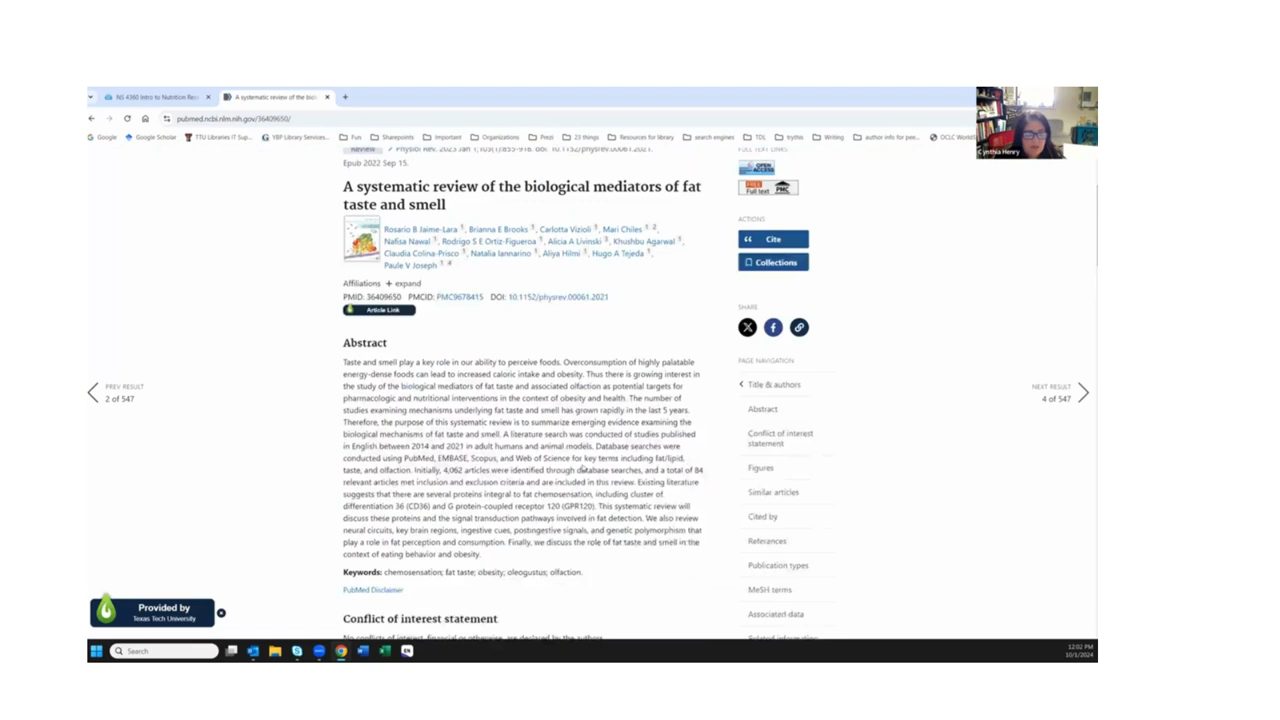 NS 4360 Intro to Nutrition Res
A systematic review of the biol
pubmed.ncbi.nlm.nih.gov/36409650/
Google
Google Scholar
TTU Libraries IT Sup...
YBP Library Services...
Fun
Sharepoints
Important
Organizations
Prezi
23 things
Resources for library
search engines
TDL
trythis
Writing
author info for pee...
OCLC World
Cynthia Henry
Review
Physiol Rev. 2023 Jan 1;103(1):855-918. doi: 10.1152/physrev.00061.2021.
Epub 2022 Sep 15.
A systematic review of the biological mediators of fat
taste and smell
Rosario B Jaime-Lara 1, Brianna E Brooks 1, Carlotta Vizioli 1, Mari Chiles 1 2,
Nafisa Nawal 1, Rodrigo S E Ortiz-Figueroa 1, Alicia A Livinski 3, Khushbu Agarwal 1,
Claudia Colina-Prisco 1, Natalia Iannarino 1, Aliya Hilmi 1, Hugo A Tejeda 1,
Paule V Joseph 1 4
Affiliations + expand
PMID: 36409650 PMCID: PMC9678415 DOI: 10.1152/physrev.00061.2021
Article Link
Abstract
Taste and smell play a key role in our ability to perceive foods. Overconsumption of highly palatable
energy-dense foods can lead to increased caloric intake and obesity. Thus there is growing interest in
the study of the biological mediators of fat taste and associated olfaction as potential targets for
pharmacologic and nutritional interventions in the context of obesity and health. The number of
studies examining mechanisms underlying fat taste and smell has grown rapidly in the last 5 years.
Therefore, the purpose of this systematic review is to summarize emerging evidence examining the
biological mechanisms of fat taste and smell. A literature search was conducted of studies published
in English between 2014 and 2021 in adult humans and animal models. Database searches were
conducted using PubMed, EMBASE, Scopus, and Web of Science for key terms including fat/lipid,
taste, and olfaction. Initially, 4,062 articles were identified through database searches, and a total of 84
relevant articles met inclusion and exclusion criteria and are included in this review. Existing literature
suggests that there are several proteins integral to fat chemosensation, including cluster of
differentiation 36 (CD36) and G protein-coupled receptor 120 (GPR120). This systematic review will
discuss these proteins and the signal transduction pathways involved in fat detection. We also review
neural circuits, key brain regions, ingestive cues, postingestive signals, and genetic polymorphism that
play a role in fat perception and consumption. Finally, we discuss the role of fat taste and smell in the
context of eating behavior and obesity.
Keywords: chemosensation; fat taste; obesity; oleogustus; olfaction.
PubMed Disclaimer
Conflict of interest statement
No conflicts of interest, financial or otherwise, are declared by the authors.
FULL TEXT LINKS
OPEN ACCESS
FREE Full text PMC
ACTIONS
Cite
Collections
SHARE
PAGE NAVIGATION
Title & authors
Abstract
Conflict of interest
statement
Figures
Similar articles
Cited by
References
Publication types
MeSH terms
Associated data
Related information
PREV RESULT
2 of 547
NEXT RESULT
4 of 547
Provided by
Texas Tech University
Search
12:02 PM
10/1/2024